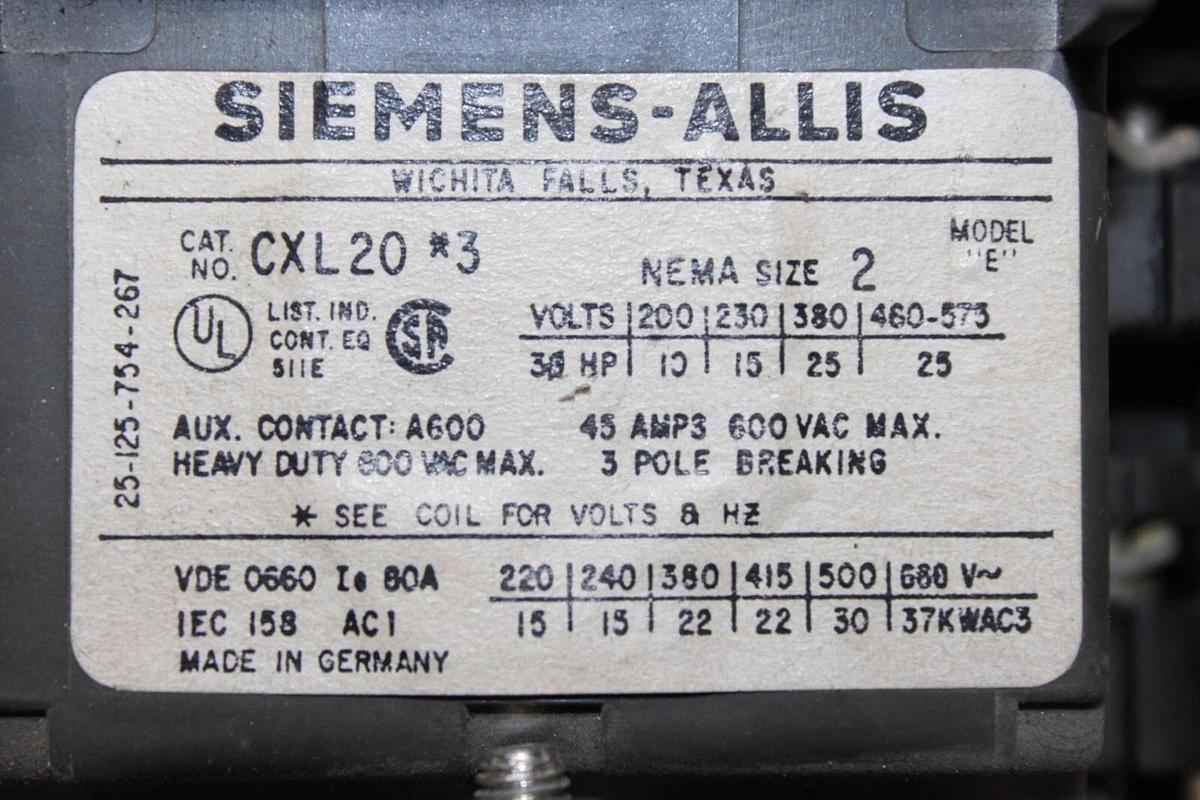 SIEMENS-ALLIS
WICHITA FALLS, TEXAS
CAT. NO. CXL20 *3
NEMA SIZE 2
MODEL "E"
UL
LIST. IND.
CONT. EQ
511E
SA
VOLTS 200 230 380 460-575
3Ø HP 10 15 25 25
AUX. CONTACT: A600
HEAVY DUTY 600 VAC MAX.
45 AMPS 600 VAC MAX.
3 POLE BREAKING
* SEE COIL FOR VOLTS & HZ
25-125-754-267
VDE 0660 Ie 80A
IEC 158 AC1
MADE IN GERMANY
220 240 380 415 500 660 V~
15 15 22 22 30 37KWAC3